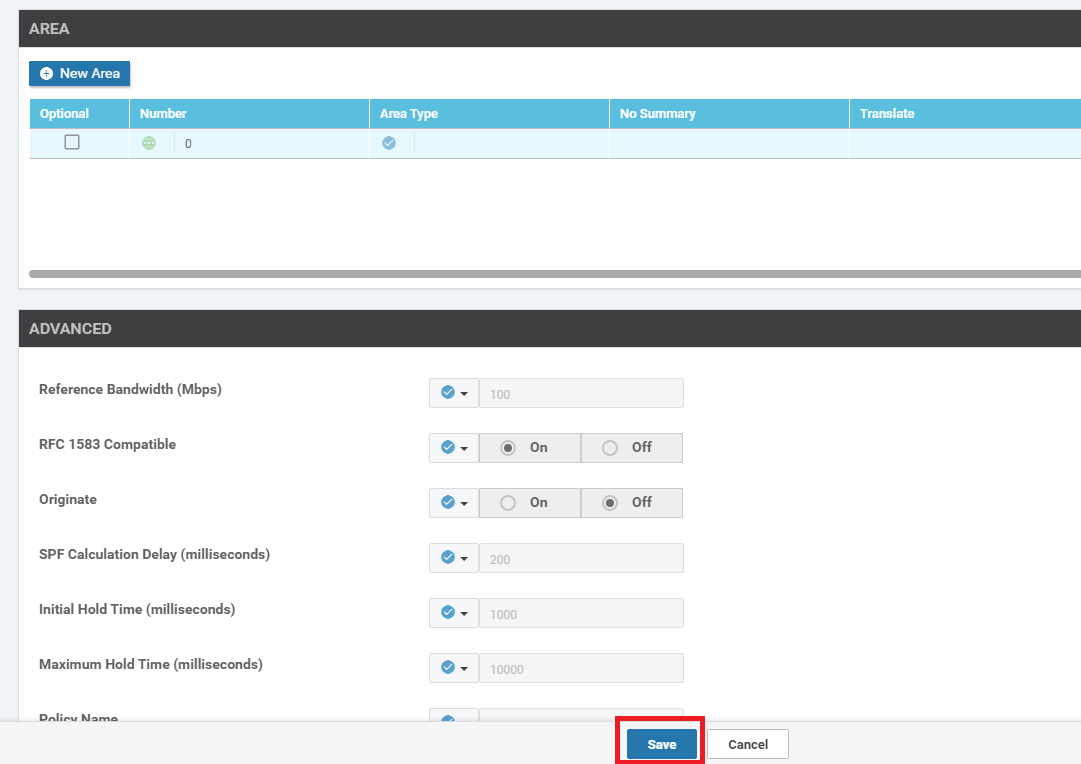 AREA
New Area
Optional Number Area Type No Summary Translate
0
ADVANCED
Reference Bandwidth (Mbps) 100
RFC 1583 Compatible On Off
Originate On Off
SPF Calculation Delay (milliseconds) 200
Initial Hold Time (milliseconds) 1000
Maximum Hold Time (milliseconds) 10000
Policy Name
Save Cancel